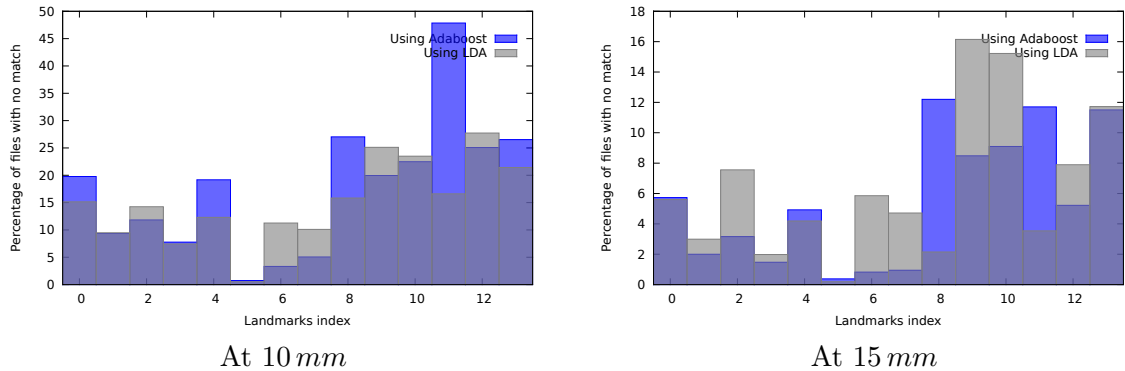 50
45
40
35
30
25
20
15
10
5
0
Percentage of files with no match
Using Adaboost
Using LDA
0 2 4 6 8 10 12
Landmarks index
At 10 mm
18
16
14
12
10
8
6
4
2
0
Percentage of files with no match
Using Adaboost
Using LDA
0 2 4 6 8 10 12
Landmarks index
At 15 mm